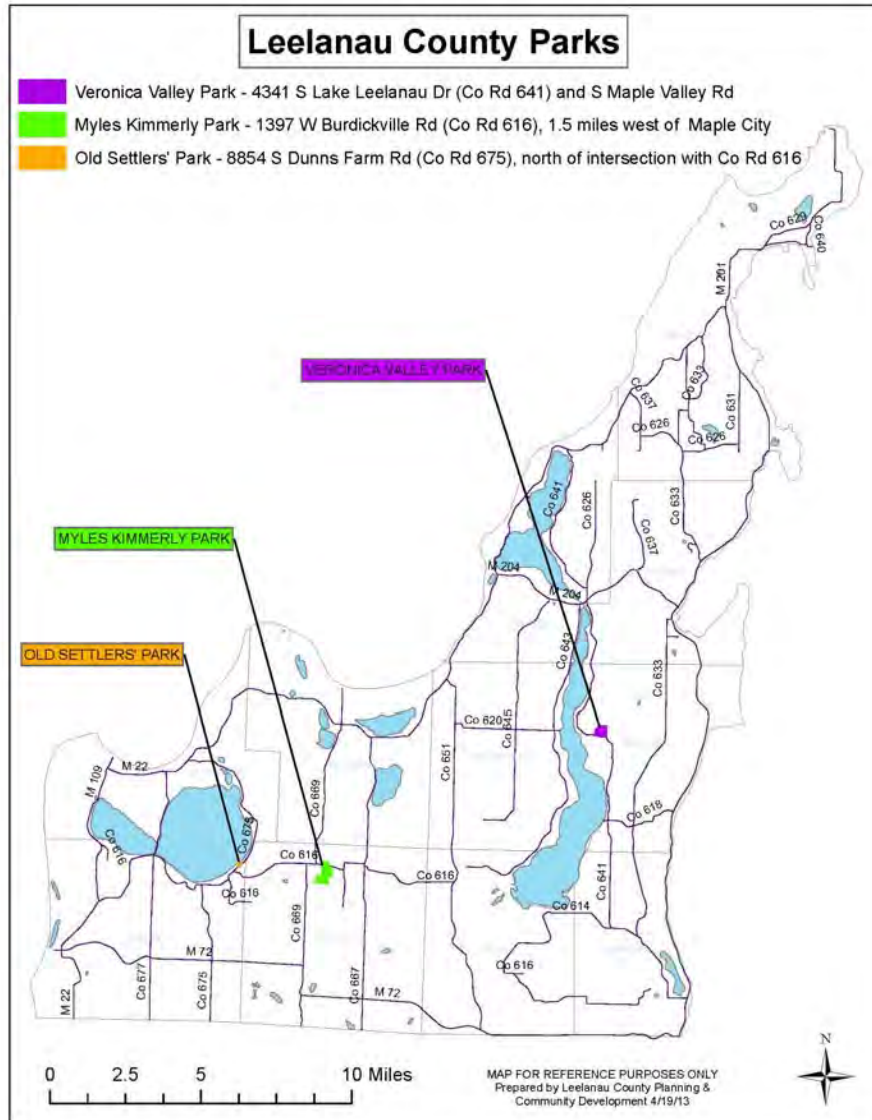 Leelanau County Parks
Veronica Valley Park - 4341 S Lake Leelanau Dr (Co Rd 641) and S Maple Valley Rd
Myles Kimmerly Park - 1397 W Burdickville Rd (Co Rd 616), 1.5 miles west of Maple City
Old Settlers' Park - 8854 S Dunns Farm Rd (Co Rd 675), north of intersection with Co Rd 616
Co 629
Co 640
M 201
VERONICA VALLEY PARK
Co 633
Co 637
Co 631
Co 626
Co 626
Co 641
Co 626
Co 633
MYLES KIMMERLY PARK
Co 637
M 204
M 204
OLD SETTLERS' PARK
Co 643
Co 633
Co 620
Co 645
Co 651
M 22
M 109
Co 669
Co 675
Co 618
Co 616
Co 616
Co 616
Co 616
Co 641
Co 614
Co 669
M 72
Co 616
Co 677
Co 675
Co 667
M 22
M 72
N
0 2.5 5 10 Miles
MAP FOR REFERENCE PURPOSES ONLY
Prepared by Leelanau County Planning &
Community Development 4/19/13